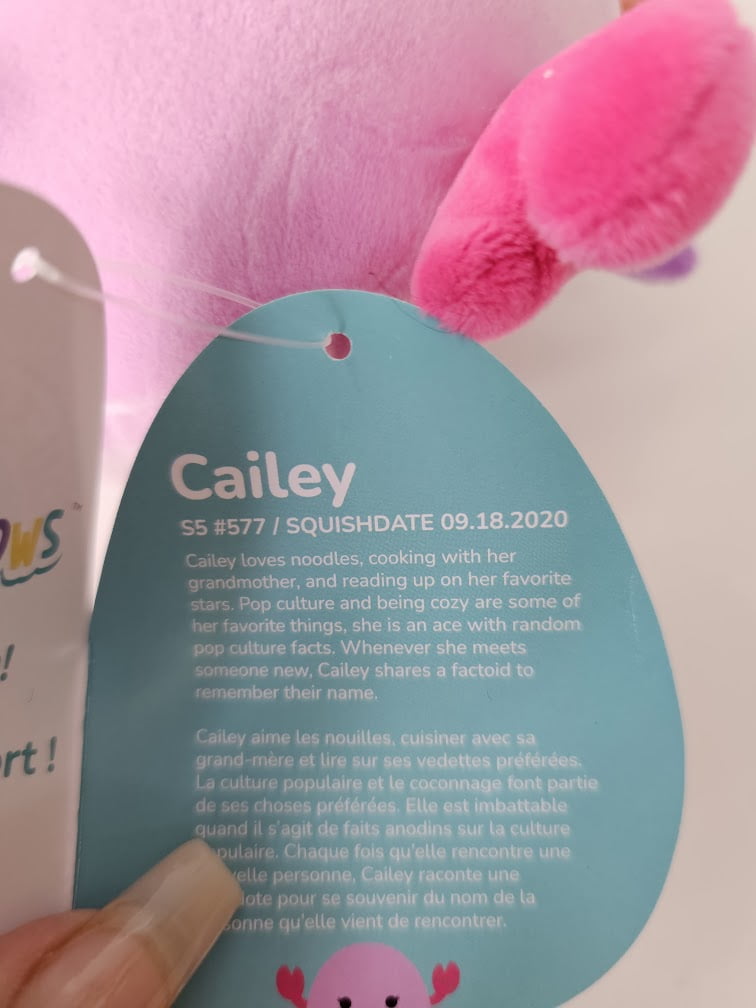 Cailey
S5 #577 / SQUISHDATE 09.18.2020
Cailey loves noodles, cooking with her
grandmother, and reading up on her favorite
stars. Pop culture and being cozy are some of
her favorite things, she is an ace with random
pop culture facts. Whenever she meets
someone new, Cailey shares a factoid to
remember their name.
Cailey aime les nouilles, cuisiner avec sa
grand-mère et lire sur ses vedettes préférées.
La culture populaire et le coconnage font partie
de ses choses préférées. Elle est imbattable
quand il s'agit de faits anodins sur la culture
Chaque fois qu'elle rencontre une
personne, Cailey raconte une
pour se souvenir du nom de la
qu'elle vient de rencontrer.